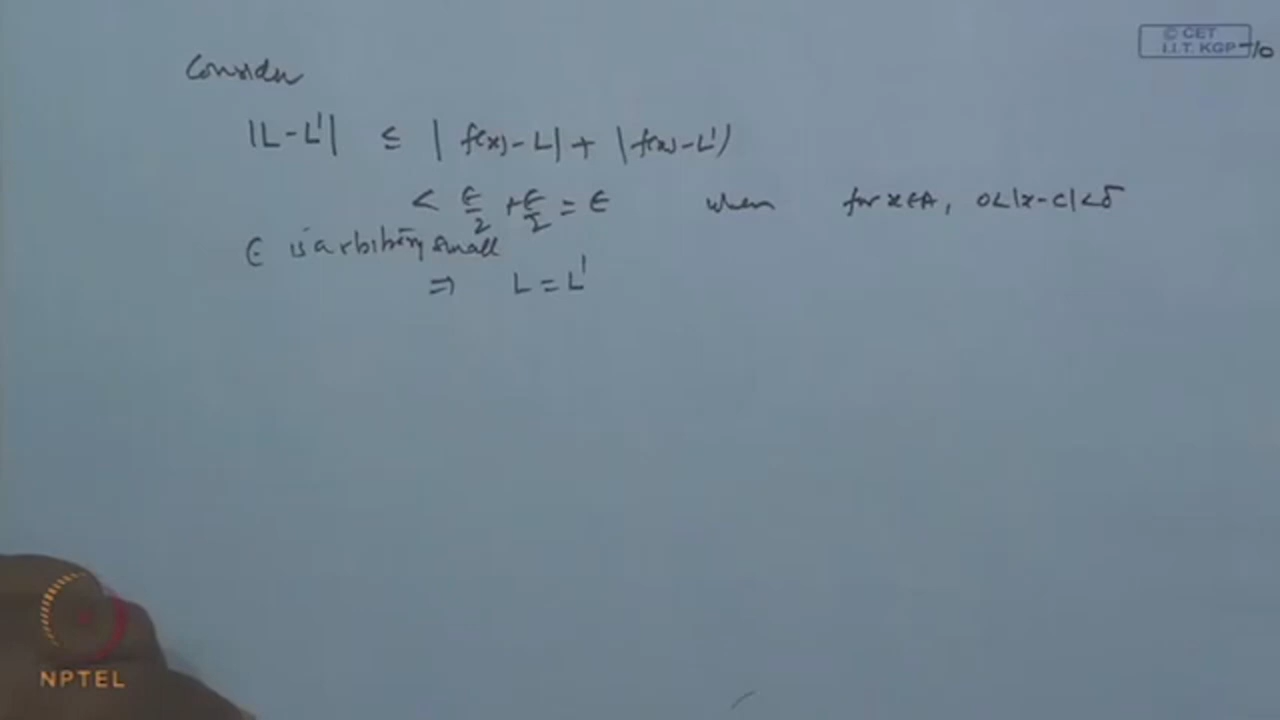 © CET
I.I.T. KGP
Consider
|L-L'| ≤ | f(x)-L| + |f(x)-L')
< ε/2 + ε/2 = ε when for x∈A, 0<|x-c|<δ
ε is arbitrary small
⇒ L=L'
NPTEL